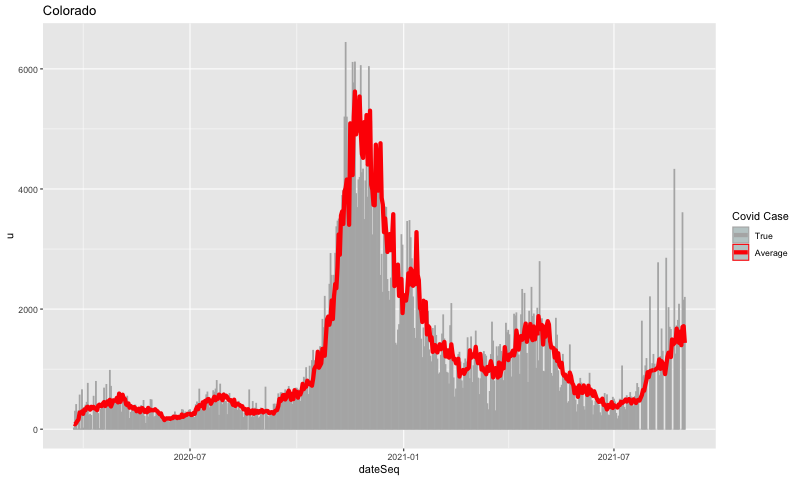 Colorado
6000
4000
2000
0
u
2020-07
2021-01
2021-07
dateSeq
Covid Case
True
Average